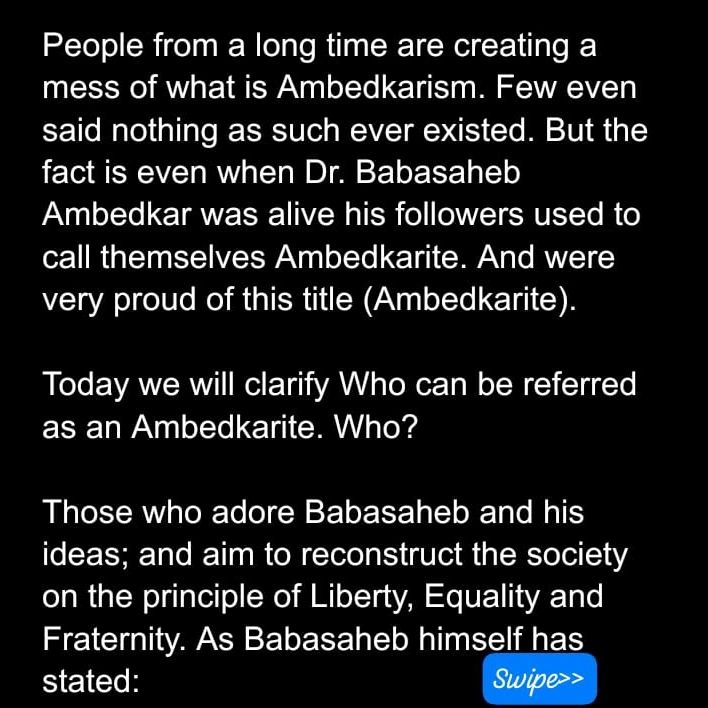 People from a long time are creating a
mess of what is Ambedkarism. Few even
said nothing as such ever existed. But the
fact is even when Dr. Babasaheb
Ambedkar was alive his followers used to
call themselves Ambedkarite. And were
very proud of this title (Ambedkarite).
Today we will clarify Who can be referred
as an Ambedkarite. Who?
Those who adore Babasaheb and his
ideas; and aim to reconstruct the society
on the principle of Liberty, Equality and
Fraternity. As Babasaheb himself has
stated:
Swipe>>